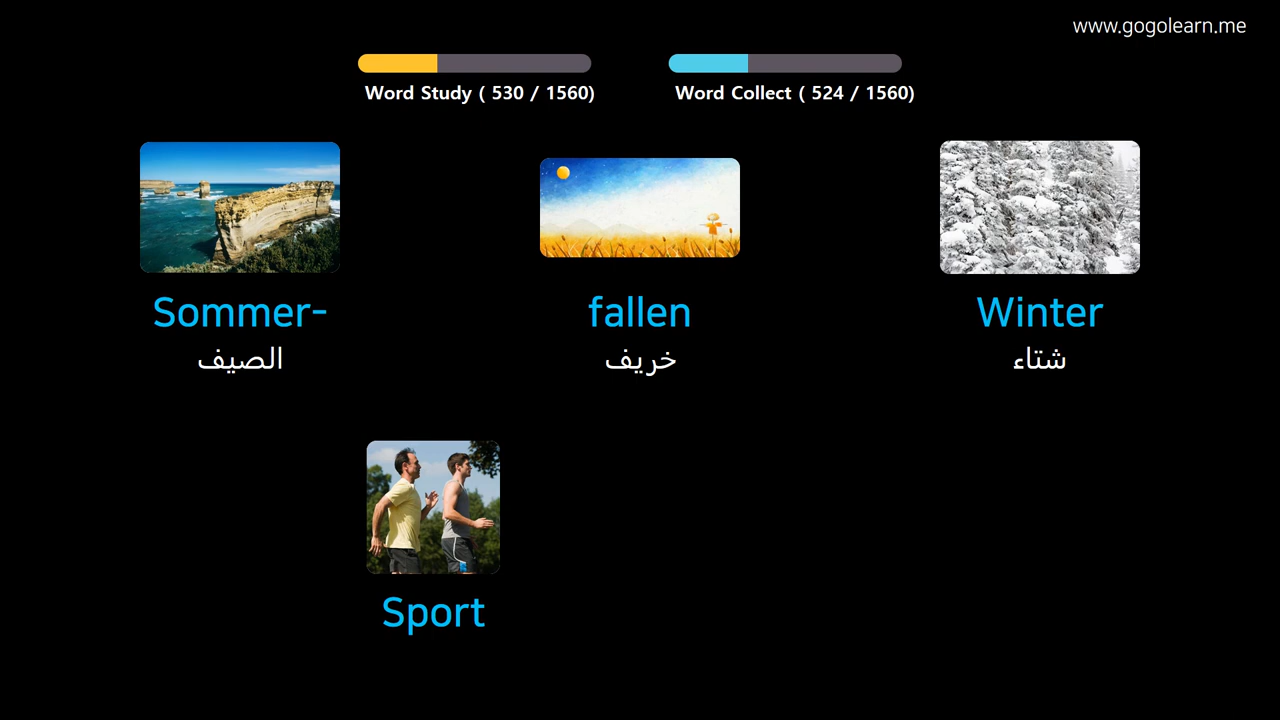 www.gogolearn.me
Word Study ( 530 / 1560)
Word Collect ( 524 / 1560)
Sommer-
الصيف
fallen
خريف
Winter
شتاء
Sport